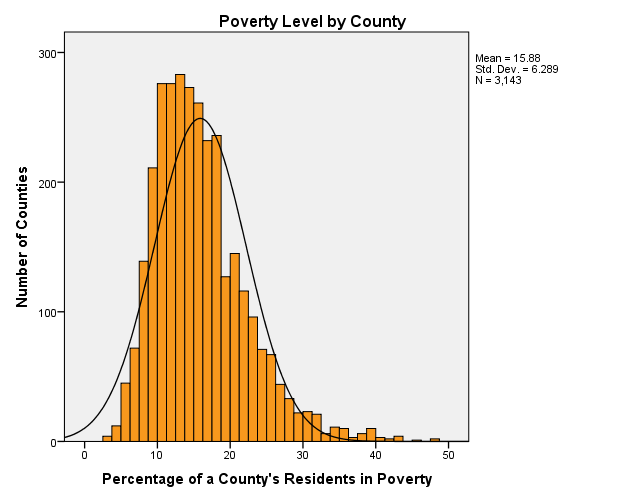 Poverty Level by County
Mean = 15.88
Std. Dev. = 6.289
N = 3,143
300
200
100
0
Number of Counties
0 10 20 30 40 50
Percentage of a County's Residents in Poverty